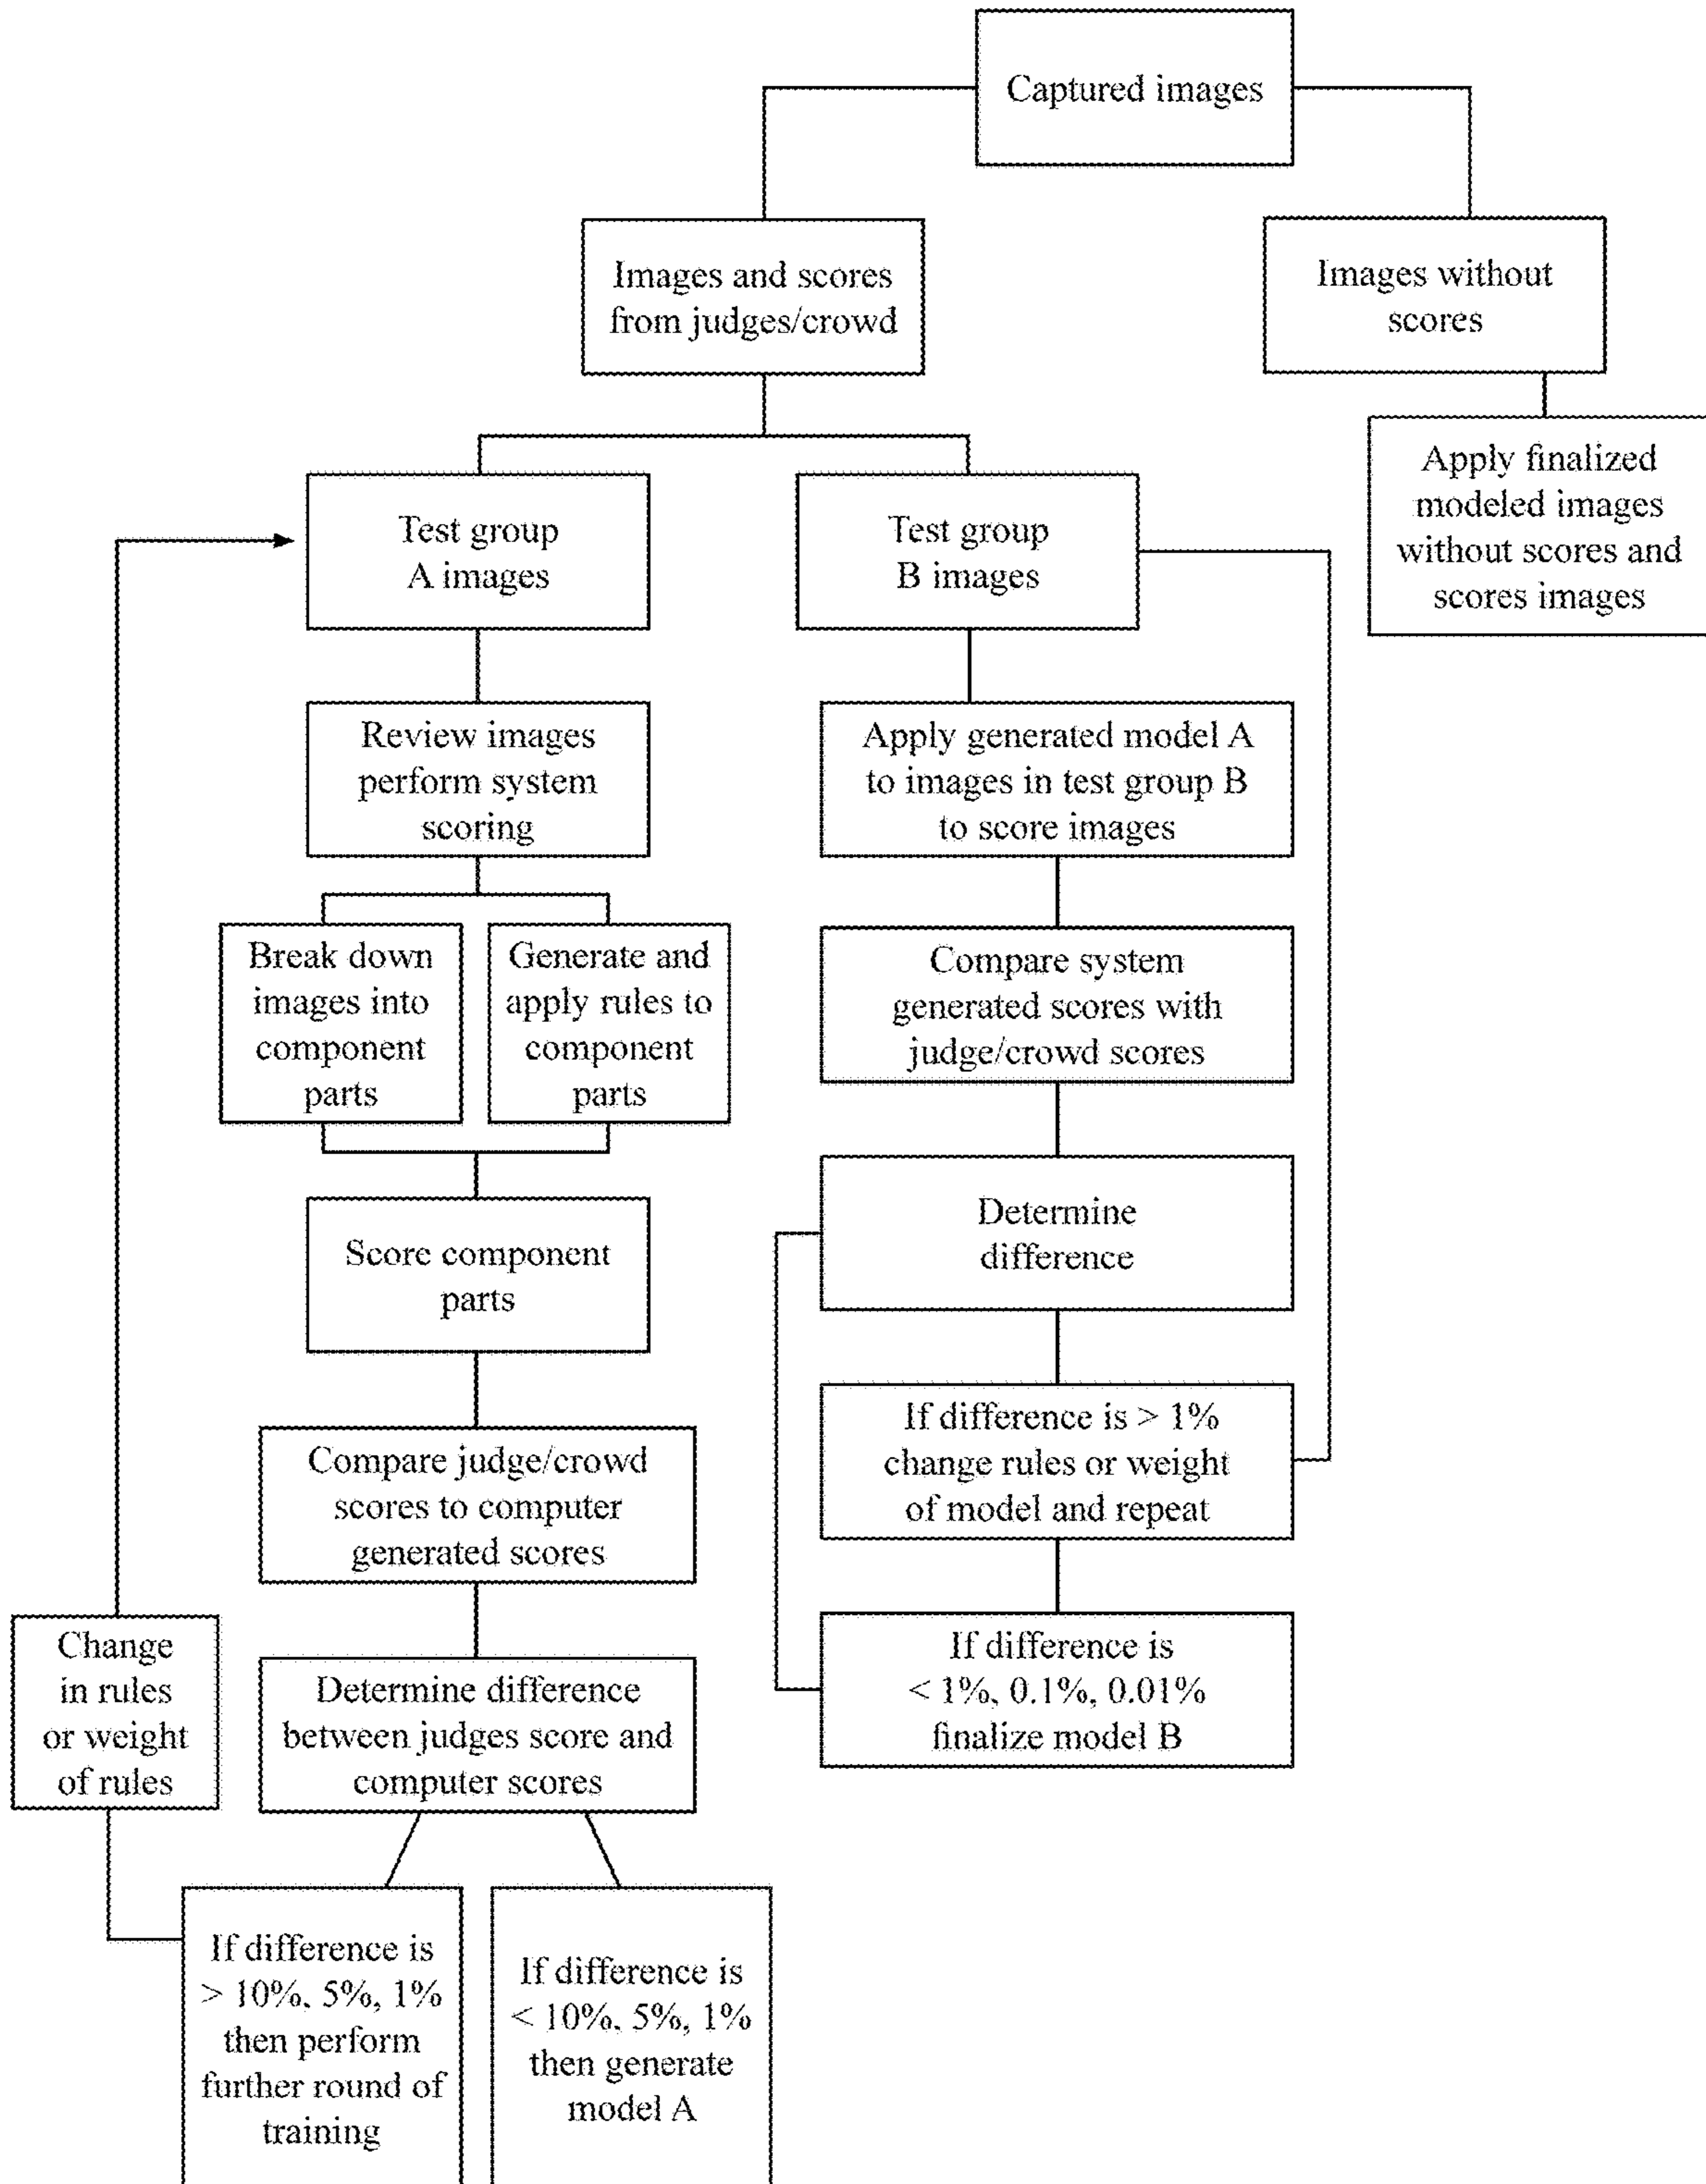 Captured images
Images and scores
from judges/crowd
Images without
scores
Apply finalized
modeled images
without scores and
scores images
Test group
A images
Test group
B images
Review images
perform system
scoring
Apply generated model A
to images in test group B
to score images
Break down
images into
component
parts
Generate and
apply rules to
component
parts
Compare system
generated scores with
judge/crowd scores
Score component
parts
Determine
difference
Compare judge/crowd
scores to computer
generated scores
If difference is > 1%
change rules or weight
of model and repeat
Change
in rules
or weight
of rules
Determine difference
between judges score and
computer scores
If difference is
< 1%, 0.1%, 0.01%
finalize model B
If difference is
> 10%, 5%, 1%
then perform
further round of
training
If difference is
< 10%, 5%, 1%
then generate
model A